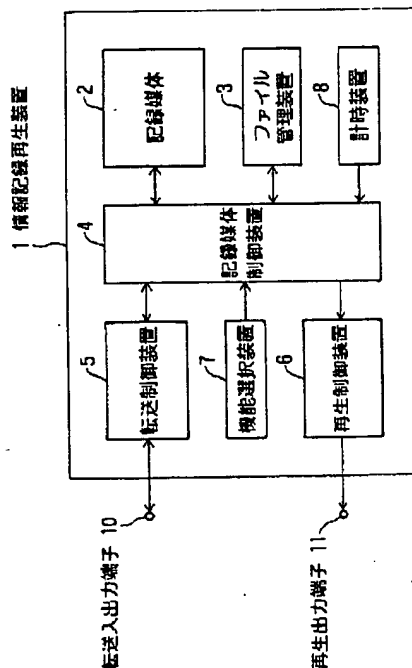 1 情報記録再生装置
転送入出力端子 10
5
転送制御装置
4
記録媒体
制御装置
2
記録媒体
7
機能選択装置
3
ファイル
管理装置
再生出力端子 11
6
再生制御装置
8
計時装置